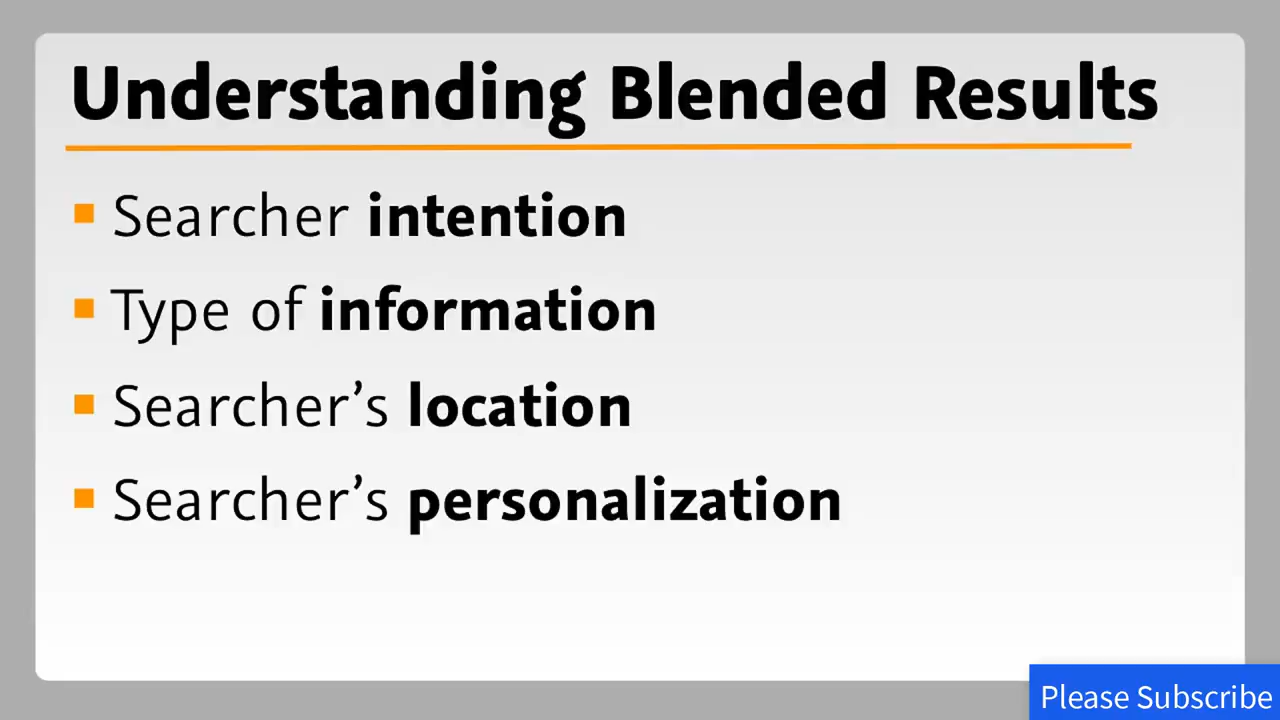 Understanding Blended Results
Searcher intention
Type of information
Searcher’s location
Searcher’s personalization
Please Subscribe